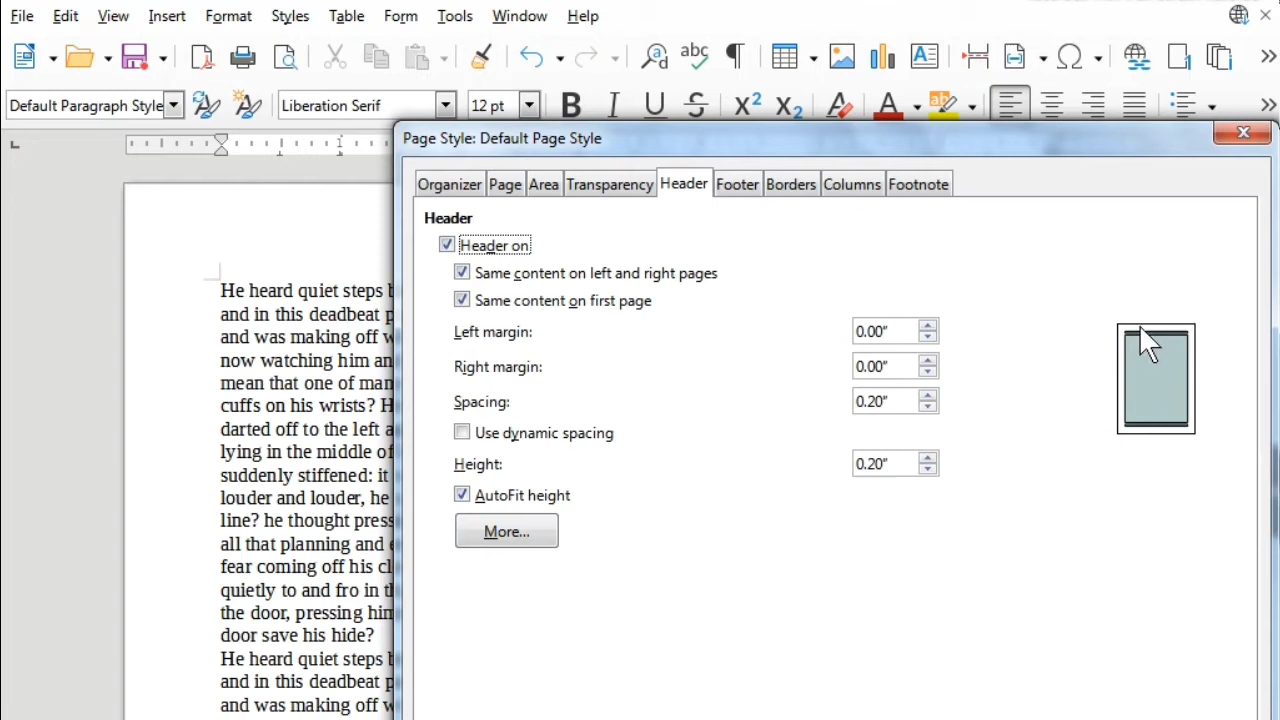 File Edit View Insert Format Styles Table Form Tools Window Help
Default Paragraph Style Liberation Serif 12 pt
Page Style: Default Page Style
Organizer Page Area Transparency Header Footer Borders Columns Footnote
Header
Header on
Same content on left and right pages
Same content on first page
Left margin: 0.00"
Right margin: 0.00"
Spacing: 0.20"
Use dynamic spacing
Height: 0.20"
AutoFit height
More...
He heard quiet steps
and in this deadbeat
and was making off
now watching him
mean that one of
cuffs on his wrists?
darted off to the left
lying in the middle of
suddenly stiffened: it
louder and louder, he
line? he thought
all that planning and
fear coming off his
quietly to and fro in
the door, pressing
door save his hide?
He heard quiet steps
and in this deadbeat
and was making off